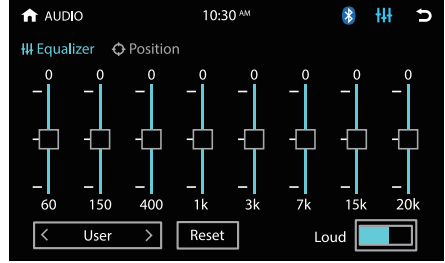 AUDIO 10:30 AM
Equalizer Position
0 0 0 0 0 0 0 0
60 150 400 1k 3k 7k 15k 20k
< User > Reset Loud